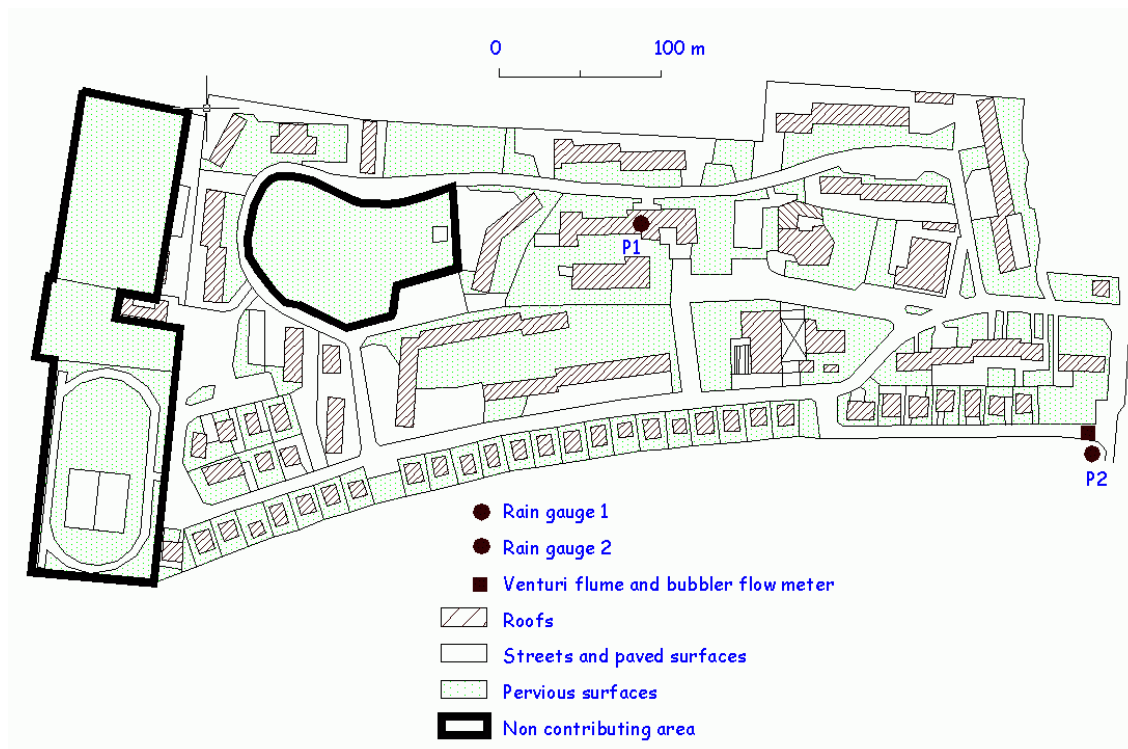 0 100 m
P1
P2
Rain gauge 1
Rain gauge 2
Venturi flume and bubbler flow meter
Roofs
Streets and paved surfaces
Pervious surfaces
Non contributing area